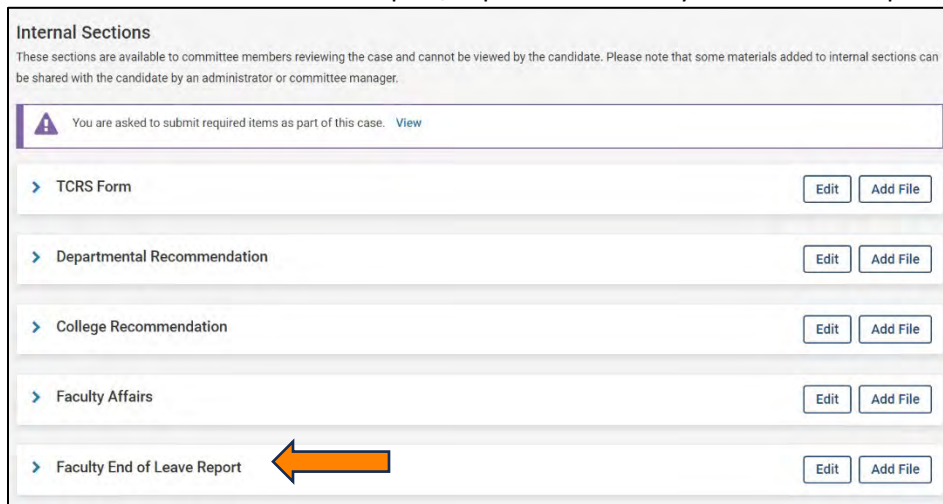 Internal Sections
These sections are available to committee members reviewing the case and cannot be viewed by the candidate. Please note that some materials added to internal sections can
be shared with the candidate by an administrator or committee manager.
You are asked to submit required items as part of this case. View
TCRS Form Edit Add File
Departmental Recommendation Edit Add File
College Recommendation Edit Add File
Faculty Affairs Edit Add File
Faculty End of Leave Report Edit Add File